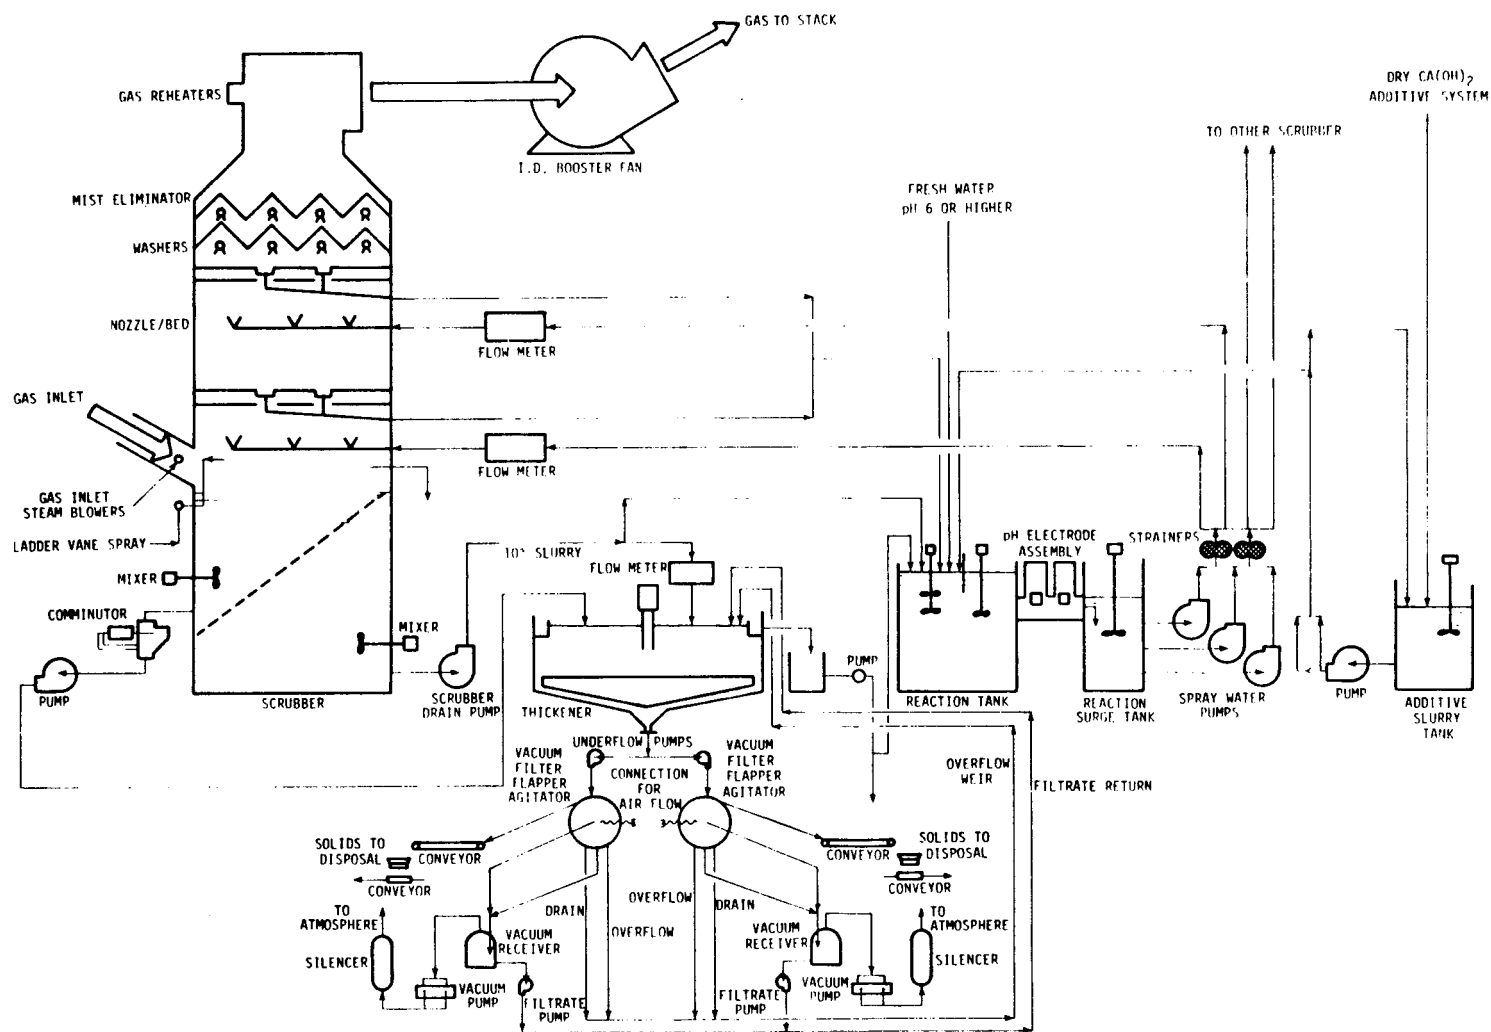 GAS TO STACK
GAS REHEATERS
I.D. BOOSTER FAN
DRY CA(OH)2
ADDITIVE SYSTEM
TO OTHER SCRUBBER
FRESH WATER
pH 6 OR HIGHER
MIST ELIMINATOR
WASHERS
NOZZLE/BED
FLOW METER
GAS INLET
FLOW METER
GAS INLET
STEAM BLOWERS
LADDER VANE SPRAY
MIXER
COMMINUTOR
PUMP
SCRUBBER
MIXER
SCRUBBER
DRAIN PUMP
10% SLURRY
FLOW METER
THICKENER
PUMP
pH ELECTRODE
ASSEMBLY
STRAINERS
REACTION TANK
REACTION
SURGE TANK
SPRAY WATER
PUMPS
PUMP
ADDITIVE
SLURRY
TANK
UNDERFLOW PUMPS
VACUUM
FILTER
FLAPPER
AGITATOR
CONNECTION
FOR
AIR FLOW
VACUUM
FILTER
FLAPPER
AGITATOR
OVERFLOW
WEIR
FILTRATE RETURN
SOLIDS TO
DISPOSAL
CONVEYOR
CONVEYOR
TO
ATMOSPHERE
SILENCER
VACUUM
PUMP
VACUUM
RECEIVER
DRAIN
OVERFLOW
FILTRATE
PUMP
OVERFLOW
DRAIN
VACUUM
RECEIVER
FILTRATE
PUMP
VACUUM
PUMP
CONVEYOR
SOLIDS TO
DISPOSAL
CONVEYOR
TO
ATMOSPHERE
SILENCER